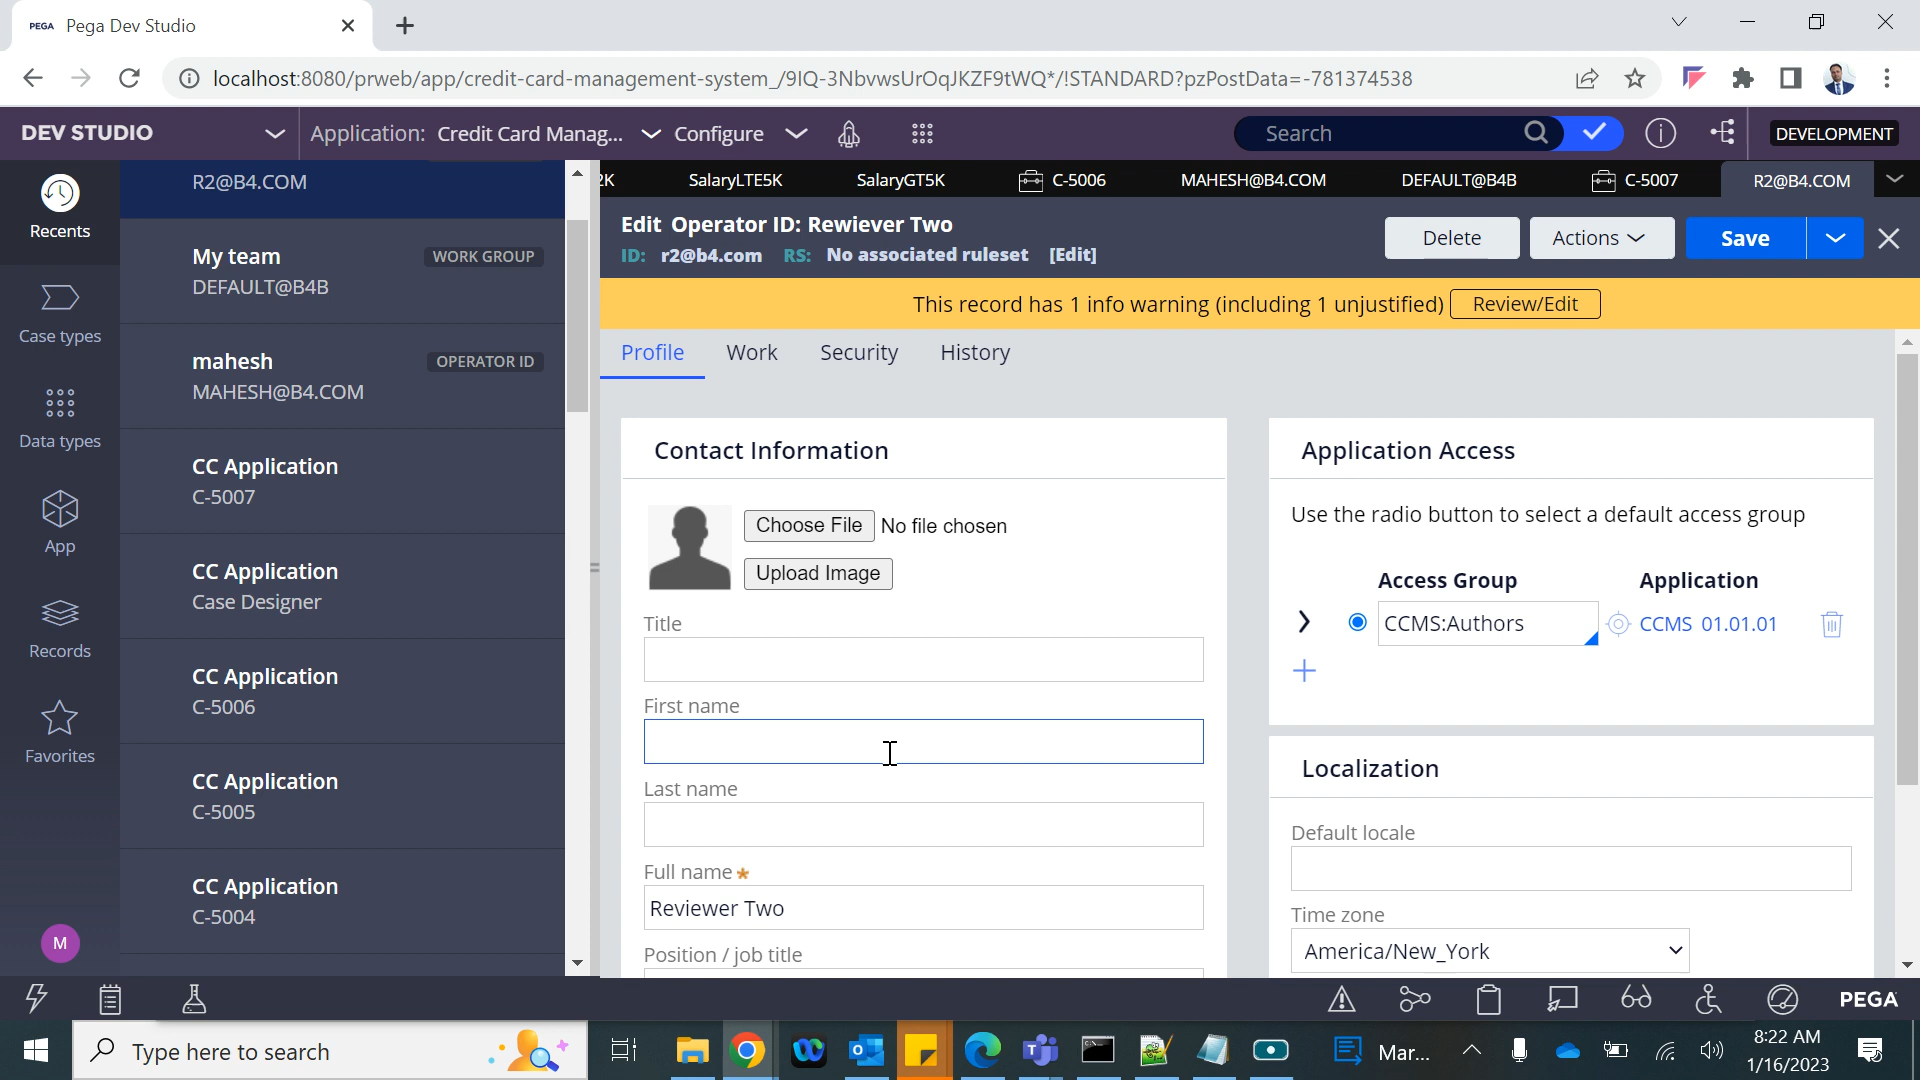 PEGA Pega Dev Studio
localhost:8080/prweb/app/credit-card-management-system_/9IQ-3NbvwsUrOqJKZF9tWQ*/!STANDARD?pzPostData=-781374538
DEV STUDIO
Application: Credit Card Manag...
Configure
Search
DEVELOPMENT
Recents
Case types
Data types
App
Records
Favorites
M
R2@B4.COM
My team WORK GROUP
DEFAULT@B4B
mahesh OPERATOR ID
MAHESH@B4.COM
CC Application
C-5007
CC Application
Case Designer
CC Application
C-5006
CC Application
C-5005
CC Application
C-5004
SalaryLTE5K SalaryGT5K C-5006 MAHESH@B4.COM DEFAULT@B4B C-5007 R2@B4.COM
Edit Operator ID: Rewiever Two
ID: r2@b4.com RS: No associated ruleset [Edit]
Delete Actions Save
This record has 1 info warning (including 1 unjustified) Review/Edit
Profile Work Security History
Contact Information
Choose File No file chosen
Upload Image
Title
First name
Last name
Full name*
Reviewer Two
Position / job title
Application Access
Use the radio button to select a default access group
Access Group Application
CCMS:Authors CCMS 01.01.01
Localization
Default locale
Time zone
America/New_York
PEGA
Type here to search
Mar...
8:22 AM
1/16/2023